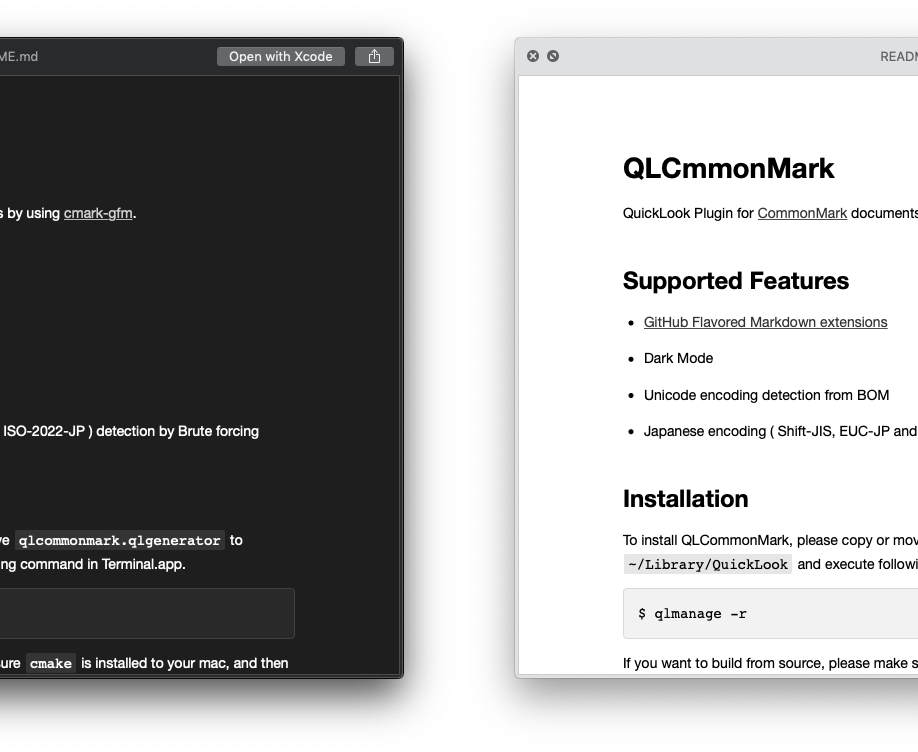 ME.md
Open with Xcode
s by using cmark-gfm.
ISO-2022-JP ) detection by Brute forcing
ve qlcommonmark.qlgenerator to
ng command in Terminal.app.
ure cmake is installed to your mac, and then
READM
QLCmmonMark
QuickLook Plugin for CommonMark documents
Supported Features
• GitHub Flavored Markdown extensions
• Dark Mode
• Unicode encoding detection from BOM
• Japanese encoding ( Shift-JIS, EUC-JP and
Installation
To install QLCommonMark, please copy or mov
~/Library/QuickLook and execute followi
$ qlmanage -r
If you want to build from source, please make s